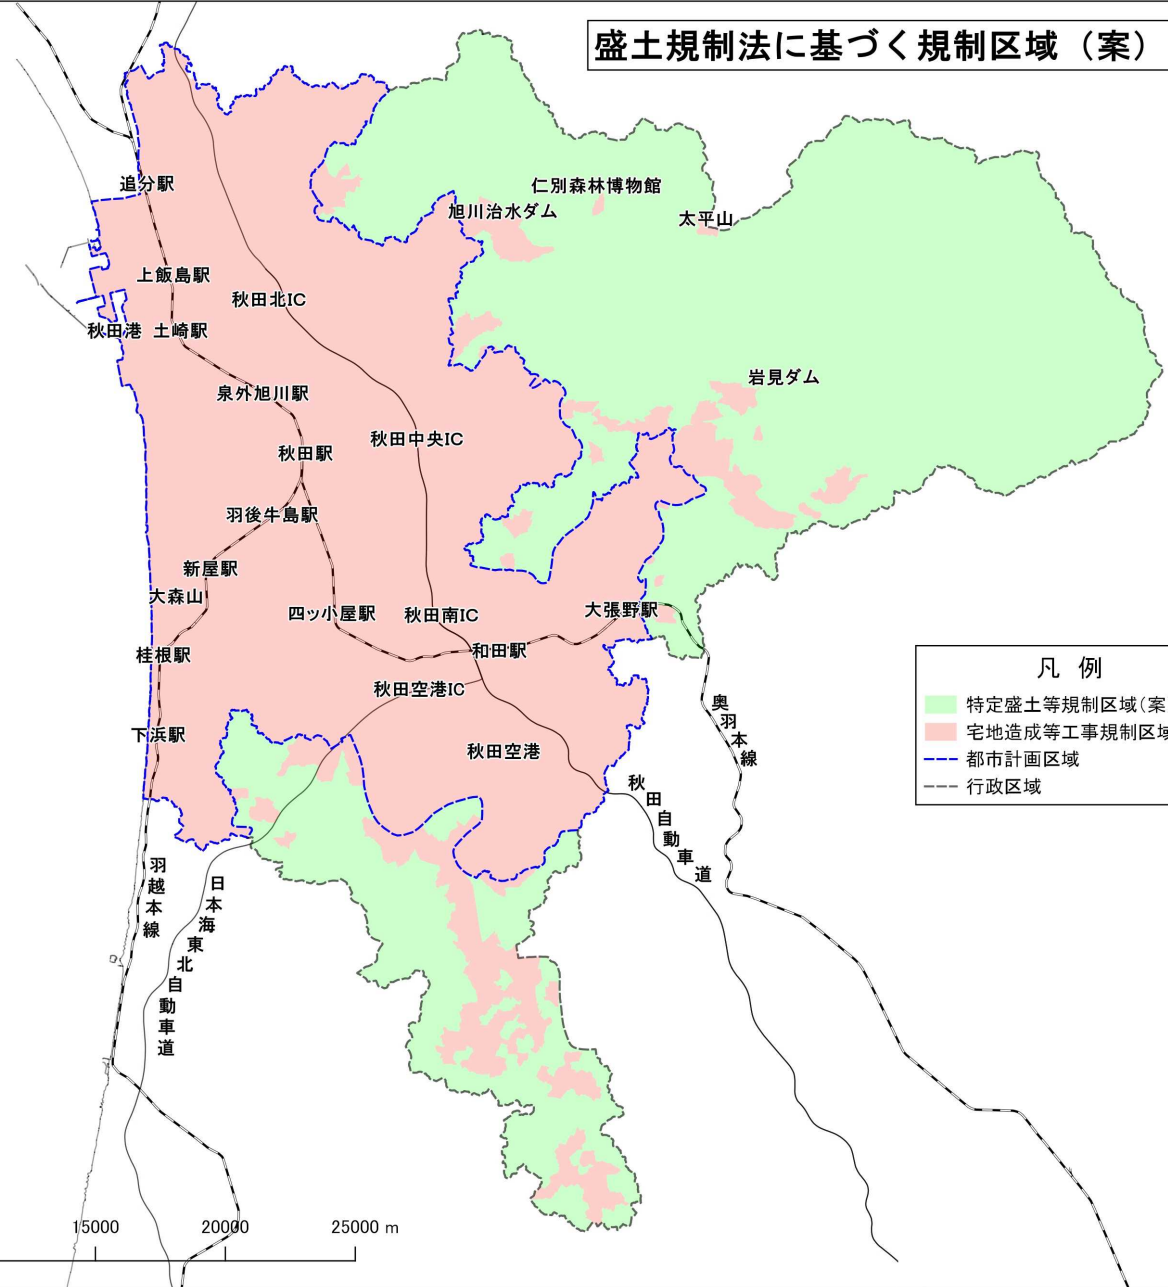 盛土規制法に基づく規制区域（案）
仁別森林博物館
追分駅
旭川治水ダム
太平山
上飯島駅
秋田北IC
秋田港
土崎駅
岩見ダム
泉外旭川駅
秋田中央IC
秋田駅
羽後牛島駅
新屋駅
大森山
四ッ小屋駅
秋田南IC
大張野駅
桂根駅
和田駅
秋田空港IC
下浜駅
秋田空港
奥羽本線
秋田自動車道
羽越本線
日本海東北自動車道
凡 例
特定盛土等規制区域（案
宅地造成等工事規制区域
都市計画区域
行政区域
15000
20000
25000 m